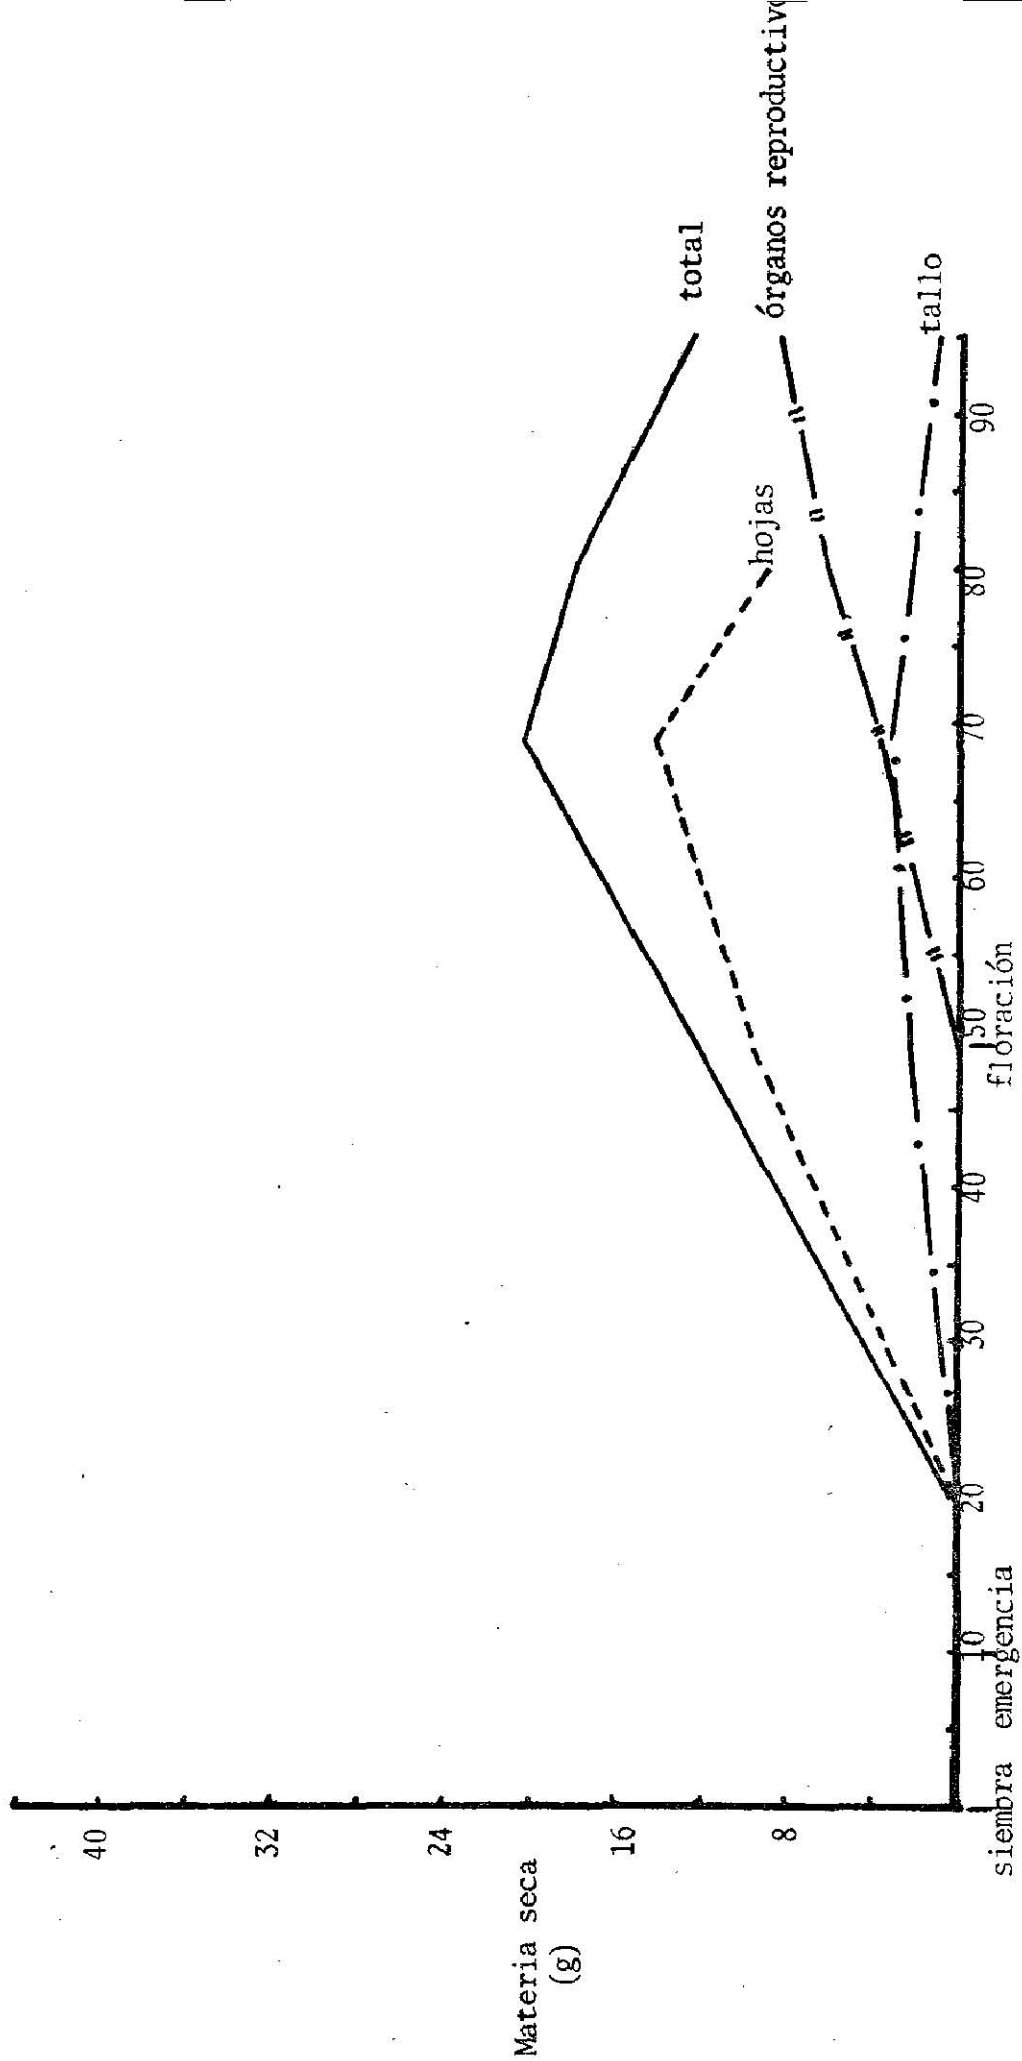 40
32
24
16
8
Materia seca
(g)
total
órganos reproductivo
hojas
tallo
10
20
30
40
50
60
70
80
90
siembra emergencia
floración